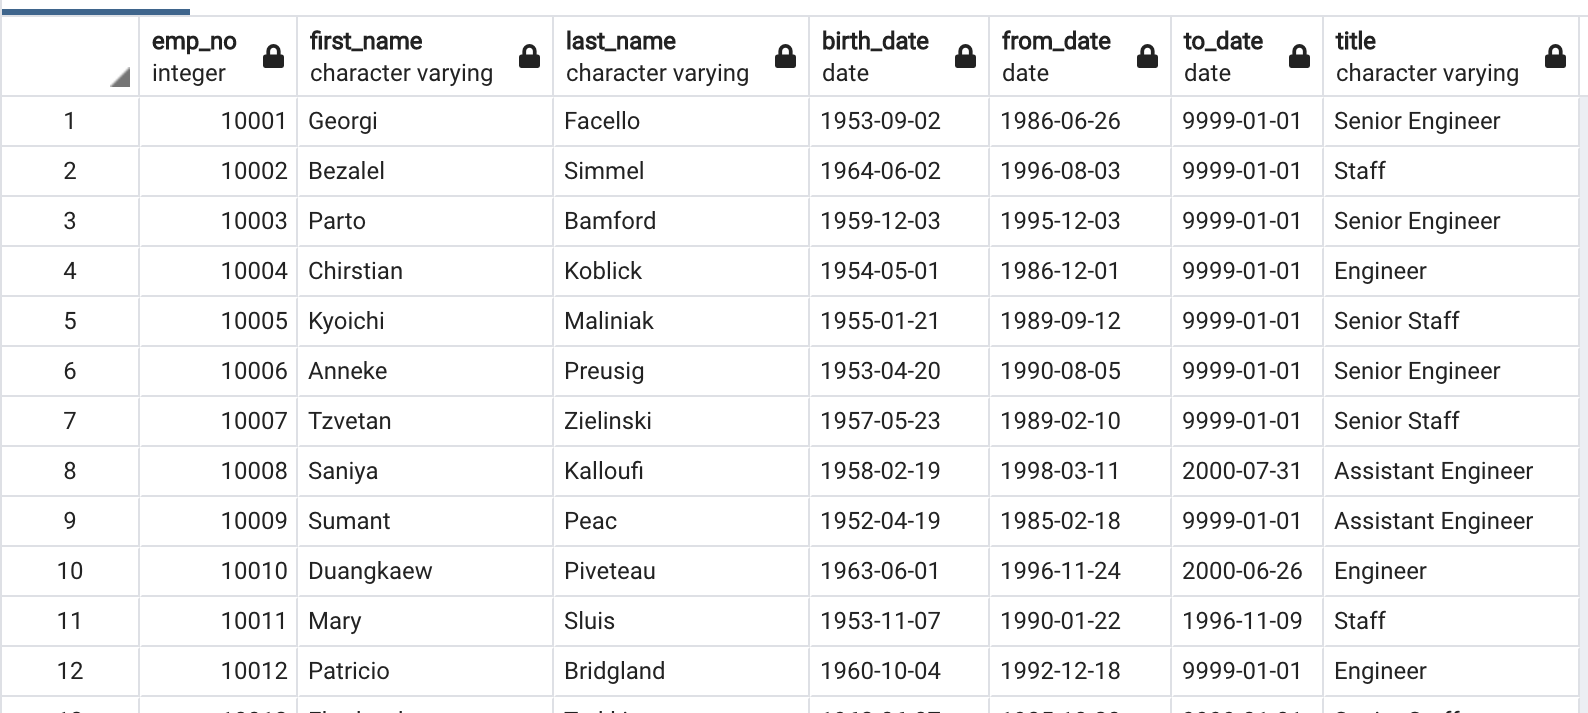 emp_no first_name last_name birth_date from_date to_date title
integer character varying character varying date date date character varying
1 10001 Georgi Facello 1953-09-02 1986-06-26 9999-01-01 Senior Engineer
2 10002 Bezalel Simmel 1964-06-02 1996-08-03 9999-01-01 Staff
3 10003 Parto Bamford 1959-12-03 1995-12-03 9999-01-01 Senior Engineer
4 10004 Chirstian Koblick 1954-05-01 1986-12-01 9999-01-01 Engineer
5 10005 Kyoichi Maliniak 1955-01-21 1989-09-12 9999-01-01 Senior Staff
6 10006 Anneke Preusig 1953-04-20 1990-08-05 9999-01-01 Senior Engineer
7 10007 Tzvetan Zielinski 1957-05-23 1989-02-10 9999-01-01 Senior Staff
8 10008 Saniya Kalloufi 1958-02-19 1998-03-11 2000-07-31 Assistant Engineer
9 10009 Sumant Peac 1952-04-19 1985-02-18 9999-01-01 Assistant Engineer
10 10010 Duangkaew Piveteau 1963-06-01 1996-11-24 2000-06-26 Engineer
11 10011 Mary Sluis 1953-11-07 1990-01-22 1996-11-09 Staff
12 10012 Patricio Bridgland 1960-10-04 1992-12-18 9999-01-01 Engineer